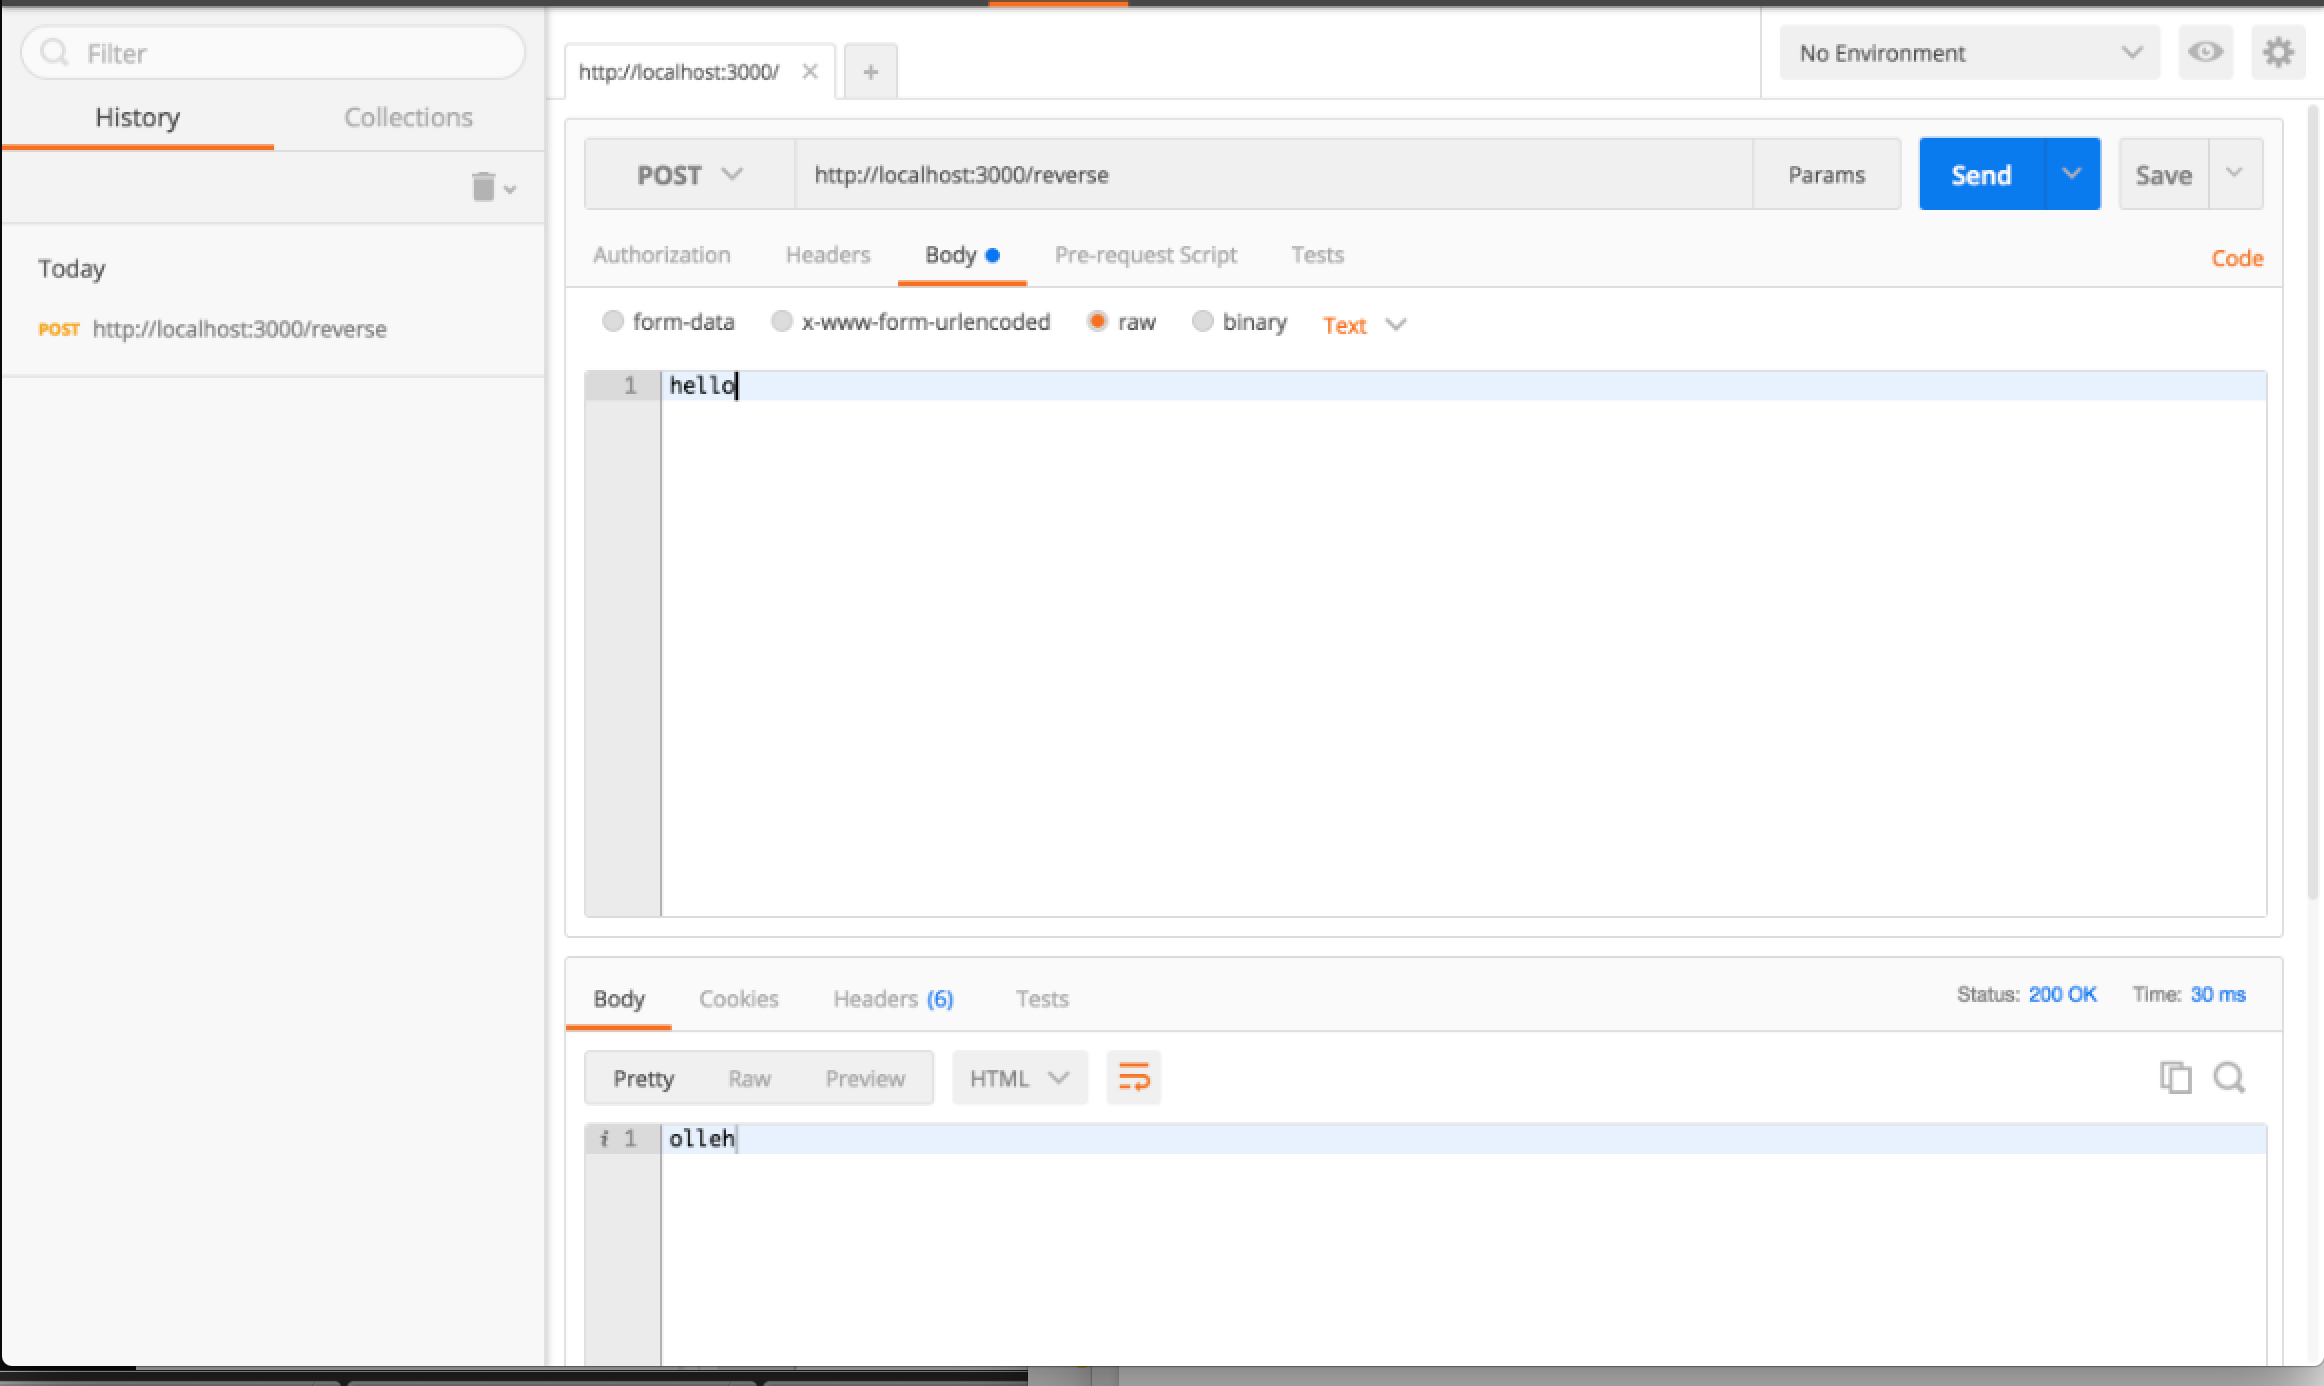 Filter
History Collections
Today
POST http://localhost:3000/reverse
http://localhost:3000/
No Environment
POST http://localhost:3000/reverse Params Send Save
Authorization Headers Body Pre-request Script Tests Code
form-data x-www-form-urlencoded raw binary Text
1 hello
Body Cookies Headers (6) Tests Status: 200 OK Time: 30 ms
Pretty Raw Preview HTML
i 1 olleh